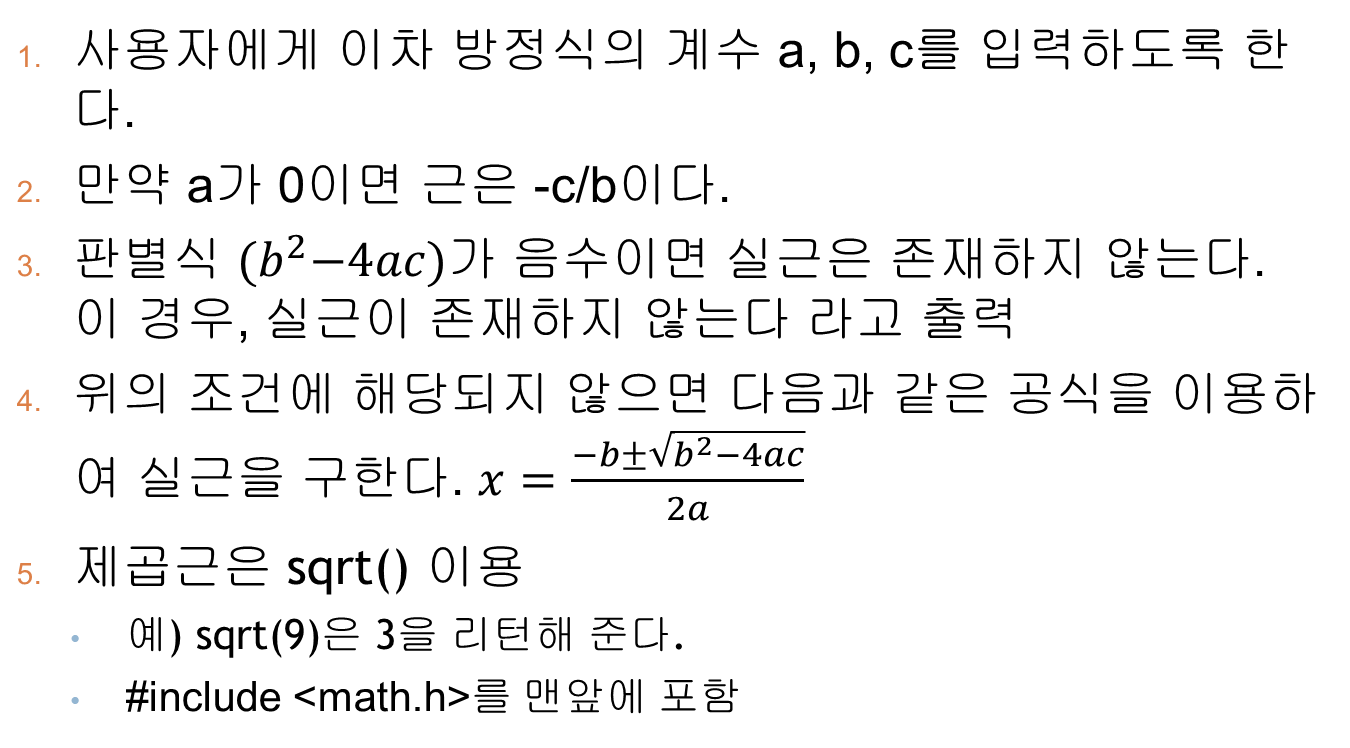 1. 사용자에게 이차 방정식의 계수 a, b, c를 입력하도록 한
다.
2. 만약 a가 0이면 근은 -c/b이다.
3. 판별식 (b²−4ac)가 음수이면 실근은 존재하지 않는다.
이 경우, 실근이 존재하지 않는다 라고 출력
4. 위의 조건에 해당되지 않으면 다음과 같은 공식을 이용하
여 실근을 구한다. x = (−b±√(b²−4ac))/(2a)
5. 제곱근은 sqrt() 이용
• 예) sqrt(9)은 3을 리턴해 준다.
• #include <math.h>를 맨앞에 포함